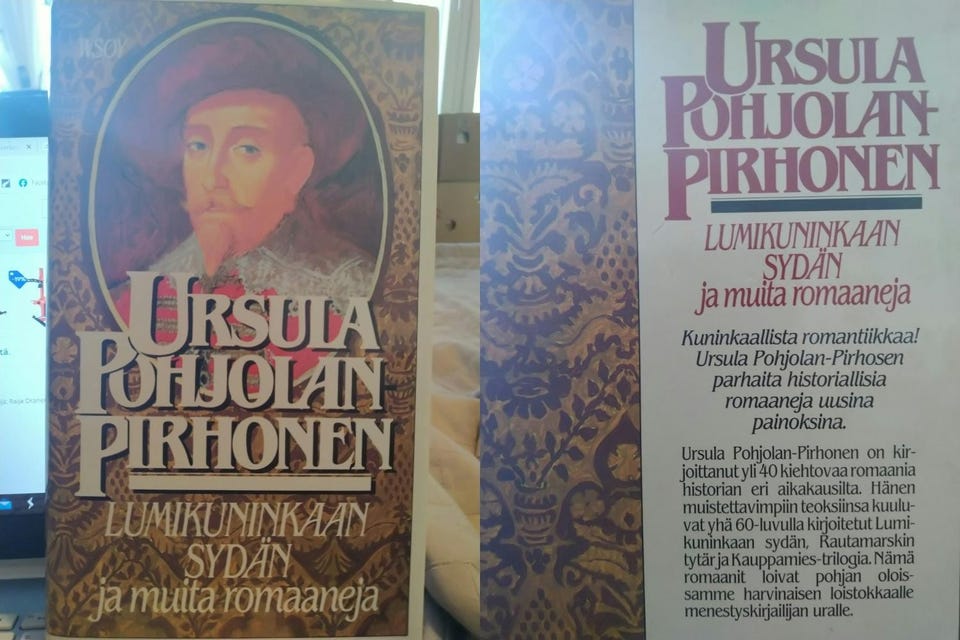 WSOY
URSULA
POHJOLAN
PIRHONEN
LUMIKUNINKAAN
SYDÄN
ja muita romaaneja
URSULA
POHJOLAN-
PIRHONEN
LUMIKUNINKAAN
SYDÄN
ja muita romaaneja
Kuninkaallista romantiikkaa!
Ursula Pohjolan-Pirhosen
parhaita historiallisia
romaaneja uusina
painoksina.
Ursula Pohjolan-Pirhonen on kir-
joittanut yli 40 kiehtovaa romaania
historian eri aikakausilta. Hänen
muistettavimpiin teoksiinsa kuulu-
vat yhä 60-luvulla kirjoitetut Lumi-
kuninkaan sydän, Rautamarskin
tytär ja Kauppamies-trilogia. Nämä
romaanit loivat pohjan olois-
samme harvinaisen loistokkaalle
menestyskirjailijan uralle.